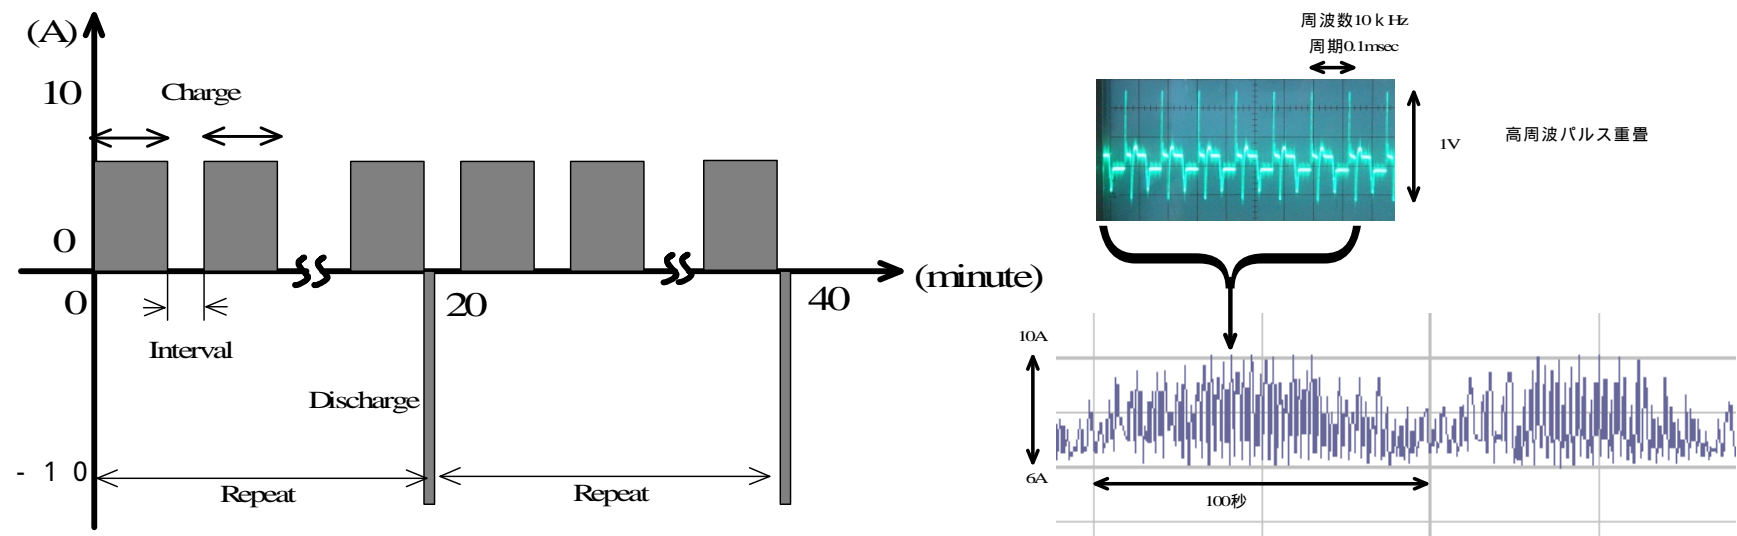 (A)
10
Charge
0
0
Interval
20
40
(minute)
Discharge
- 1 0
Repeat
Repeat
周波数10ｋHz
周期0.1msec
1V
高周波パルス重畳
10A
6A
100秒